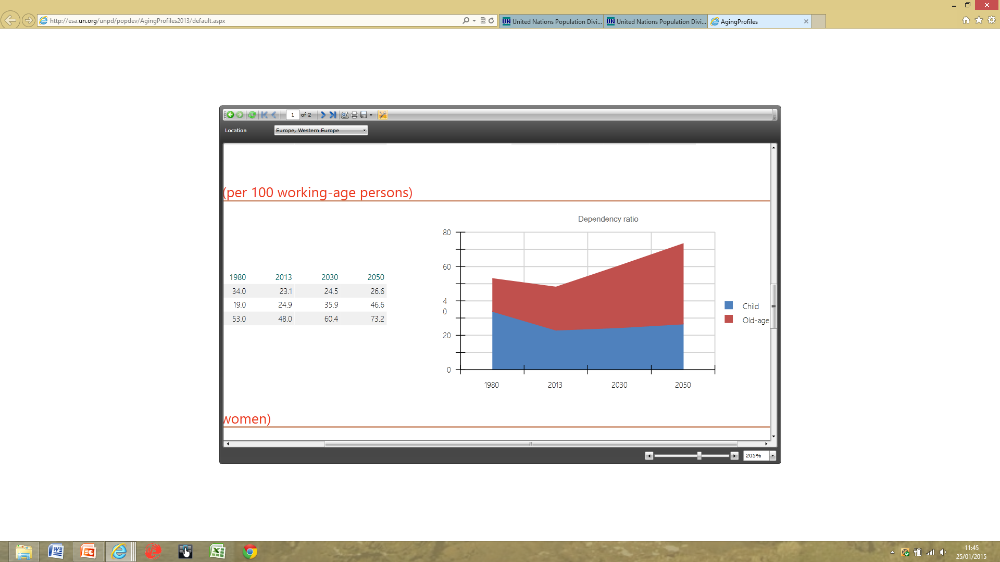 http://esa.un.org/unpd/popdev/AgingProfiles2013/default.aspx
UN United Nations Population Divi...
UN United Nations Population Divi...
AgingProfiles
1 of 2
Location
Europe, Western Europe
(per 100 working-age persons)
1980 2013 2030 2050
34.0 23.1 24.5 26.6
19.0 24.9 35.9 46.6
53.0 48.0 60.4 73.2
Dependency ratio
80
60
4
0
20
0
1980 2013 2030 2050
Child
Old-age
women)
205%
11:45
25/01/2015